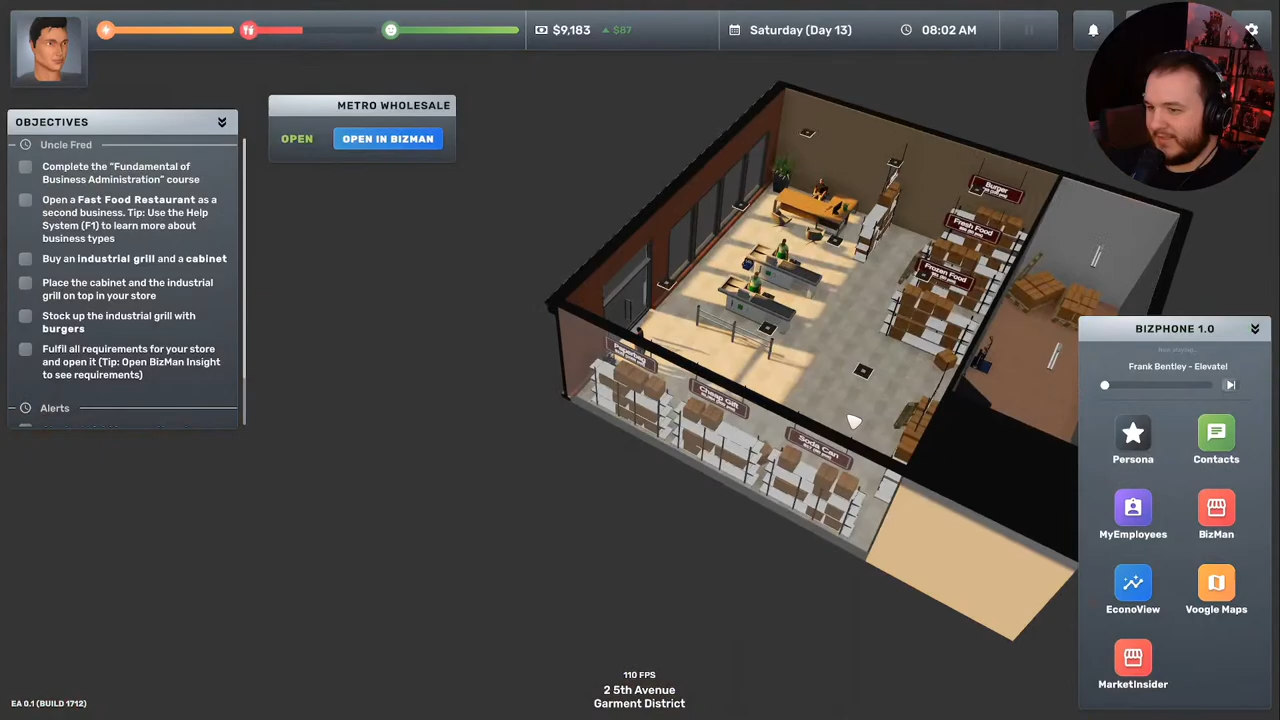 $9,183 ▲ $87
Saturday (Day 13)
08:02 AM
OBJECTIVES
Uncle Fred
Complete the "Fundamental of
Business Administration" course
Open a Fast Food Restaurant as a
second business. Tip: Use the Help
System (F1) to learn more about
business types
Buy an industrial grill and a cabinet
Place the cabinet and the industrial
grill on top in your store
Stock up the industrial grill with
burgers
Fulfil all requirements for your store
and open it (Tip: Open BizMan Insight
to see requirements)
Alerts
METRO WHOLESALE
OPEN
OPEN IN BIZMAN
Burger
Fresh Food
Frozen Food
Paperbag
Cheap Gift
Soda Can
BIZPHONE 1.0
Now playing...
Frank Bentley - Elevatel
Persona
Contacts
MyEmployees
BizMan
EconoView
Voogle Maps
MarketInsider
110 FPS
2 5th Avenue
Garment District
EA 0.1 (BUILD 1712)